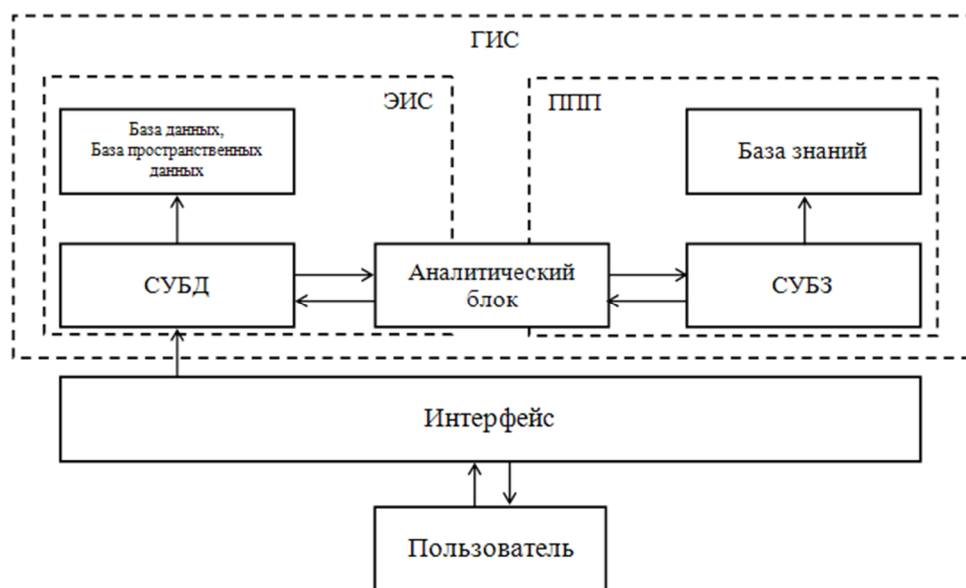 ГИС
ЭИС
ППП
База данных,
База пространственных
данных
База знаний
СУБД
Аналитический
блок
СУБЗ
Интерфейс
Пользователь